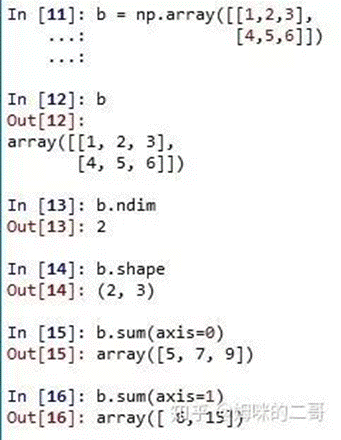 In [11]: b = np.array([[1,2,3],
    ...:               [4,5,6]])
    ...:
In [12]: b
Out[12]:
array([[1, 2, 3],
       [4, 5, 6]])
In [13]: b.ndim
Out[13]: 2
In [14]: b.shape
Out[14]: (2, 3)
In [15]: b.sum(axis=0)
Out[15]: array([5, 7, 9])
In [16]: b.sum(axis=1)
Out[16]: array([ 6, 15])
知乎 @姆咪的二哥